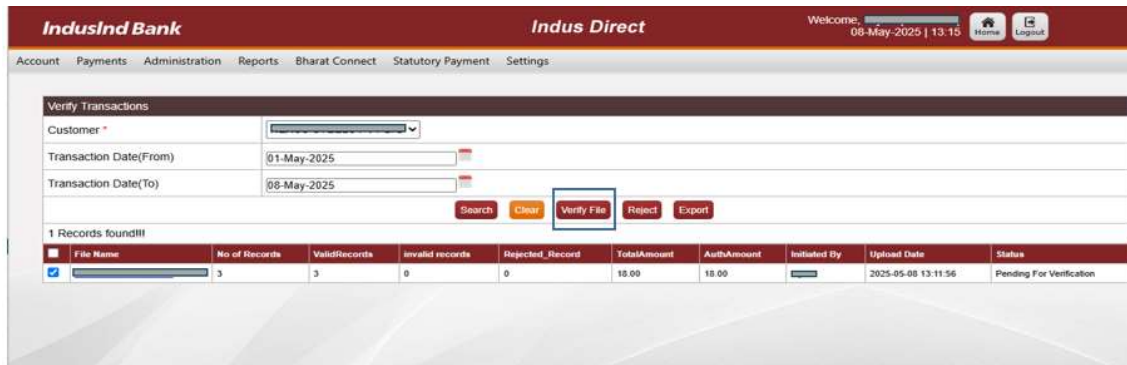 IndusInd Bank
Indus Direct
Welcome,
08-May-2025 | 13:15
Home
Logout
Account Payments Administration Reports Bharat Connect Statutory Payment Settings
Verify Transactions
Customer *
Transaction Date(From) 01-May-2025
Transaction Date(To) 08-May-2025
Search Clear Verify File Reject Export
1 Records found!!!
File Name No of Records ValidRecords invalid records Rejected_Record TotalAmount AuthAmount Initiated By Upload Date Status
3 3 0 0 18.00 18.00 2025-05-08 13:11:56 Pending For Verification